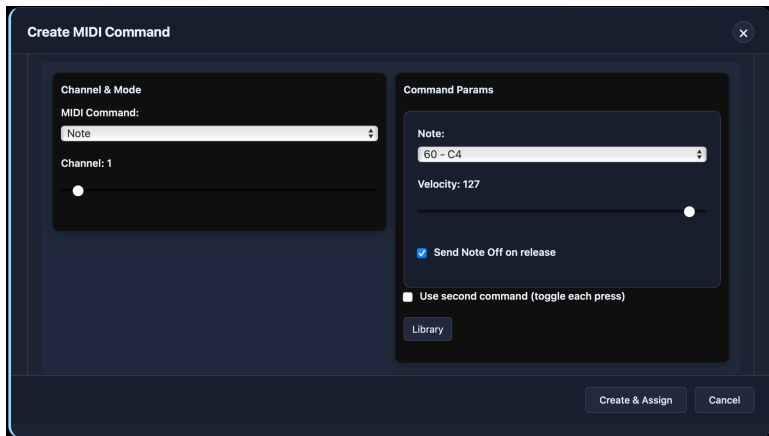 Create MIDI Command
×
Channel & Mode
MIDI Command:
Note
Channel: 1
Command Params
Note:
60 - C4
Velocity: 127
Send Note Off on release
Use second command (toggle each press)
Library
Create & Assign
Cancel